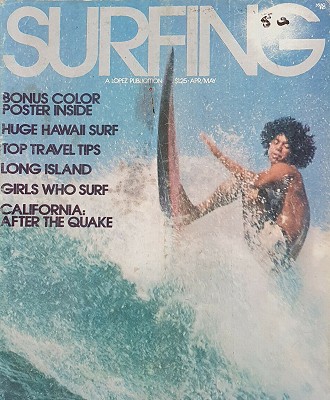 SURFING
A LOPEZ PUBLICATION $1.25 • APR/MAY
BONUS COLOR
POSTER INSIDE
HUGE HAWAII SURF
TOP TRAVEL TIPS
LONG ISLAND
GIRLS WHO SURF
CALIFORNIA:
AFTER THE QUAKE